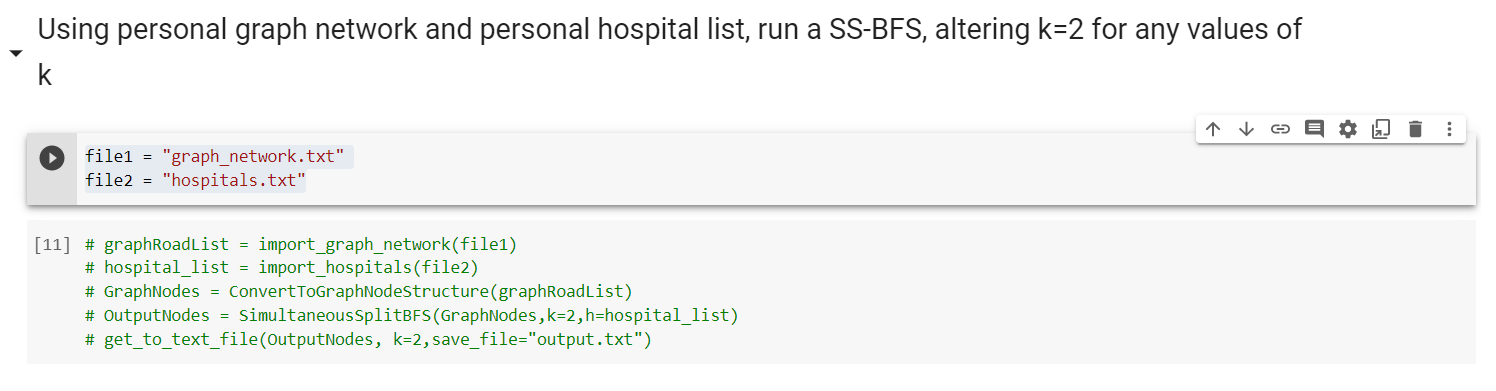 Using personal graph network and personal hospital list, run a SS-BFS, altering k=2 for any values of
k
file1 = "graph_network.txt"
file2 = "hospitals.txt"
[11] # graphRoadList = import_graph_network(file1)
# hospital_list = import_hospitals(file2)
# GraphNodes = ConvertToGraphNodeStructure(graphRoadList)
# OutputNodes = SimultaneousSplitBFS(GraphNodes,k=2,h=hospital_list)
# get_to_text_file(OutputNodes, k=2,save_file="output.txt")